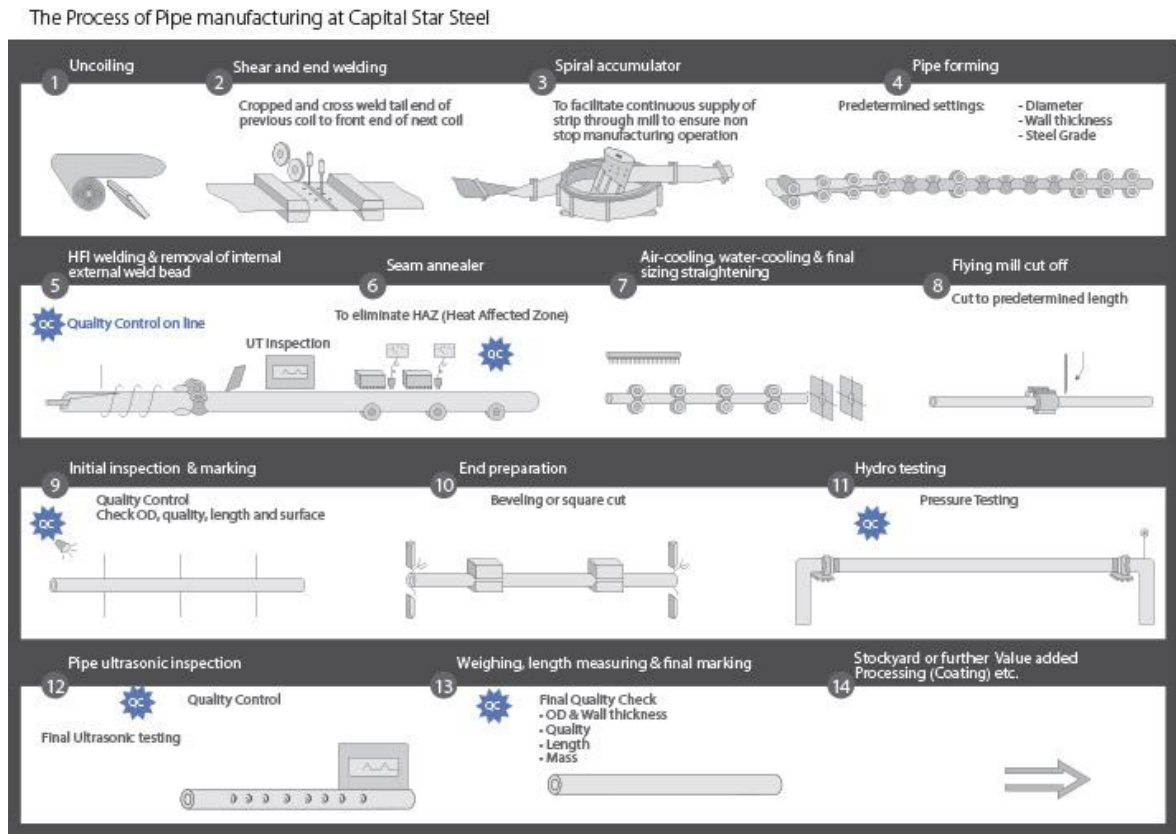 The Process of Pipe manufacturing at Capital Star Steel
1
Uncoiling
2
Shear and end welding
Cropped and cross weld tail end of
previous coil to front end of next coil
3
Spiral accumulator
To facilitate continuous supply of
strip through mill to ensure non
stop manufacturing operation
4
Pipe forming
Predetermined settings:
- Diameter
- Wall thickness
- Steel Grade
5
HFI welding & removal of internal
external weld bead
QC
Quality Control on line
UT Inspection
6
Seam annealer
To eliminate HAZ (Heat Affected Zone)
QC
7
Air-cooling, water-cooling & final
sizing straightening
8
Flying mill cut off
Cut to predetermined length
9
Initial inspection & marking
QC
Quality Control
Check OD, quality, length and surface
10
End preparation
Beveling or square cut
11
Hydro testing
QC
Pressure Testing
12
Pipe ultrasonic inspection
QC
Quality Control
Final Ultrasonic testing
13
Weighing, length measuring & final marking
QC
Final Quality Check
- OD & Wall thickness
- Quality
- Length
- Mass
14
Stockyard or further Value added
Processing (Coating) etc.